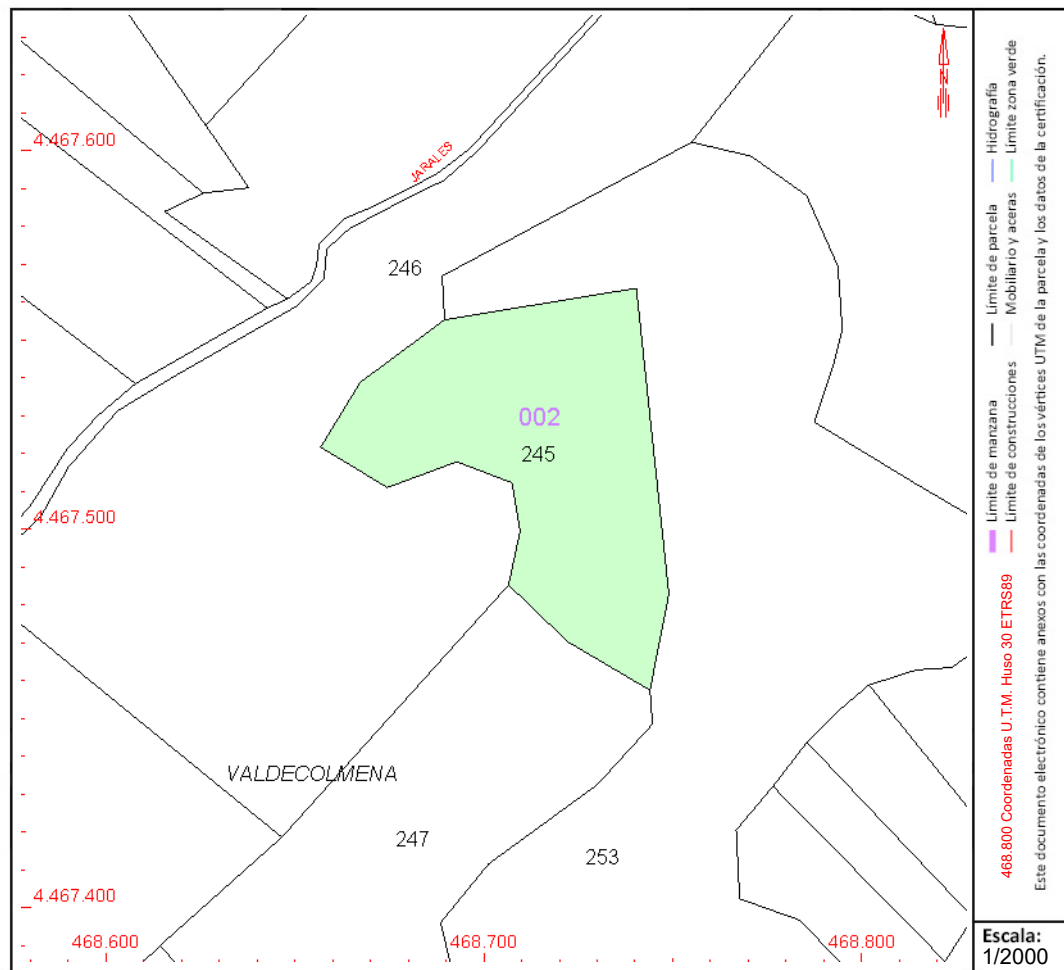 4.467.600
JARALES
246
002
245
4.467.500
VALDECOLMENA
247
253
4.467.400
468.600
468.700
468.800
Límite de manzana
Límite de parcela
Hidrografía
468.800 Coordenadas U.T.M. Huso 30 ETRS89
Límite de construcciones
Mobiliario y aceras
Límite zona verde
Este documento electrónico contiene anexos con las coordenadas de los vértices UTM de la parcela y los datos de la certificación.
N
Escala:
1/2000